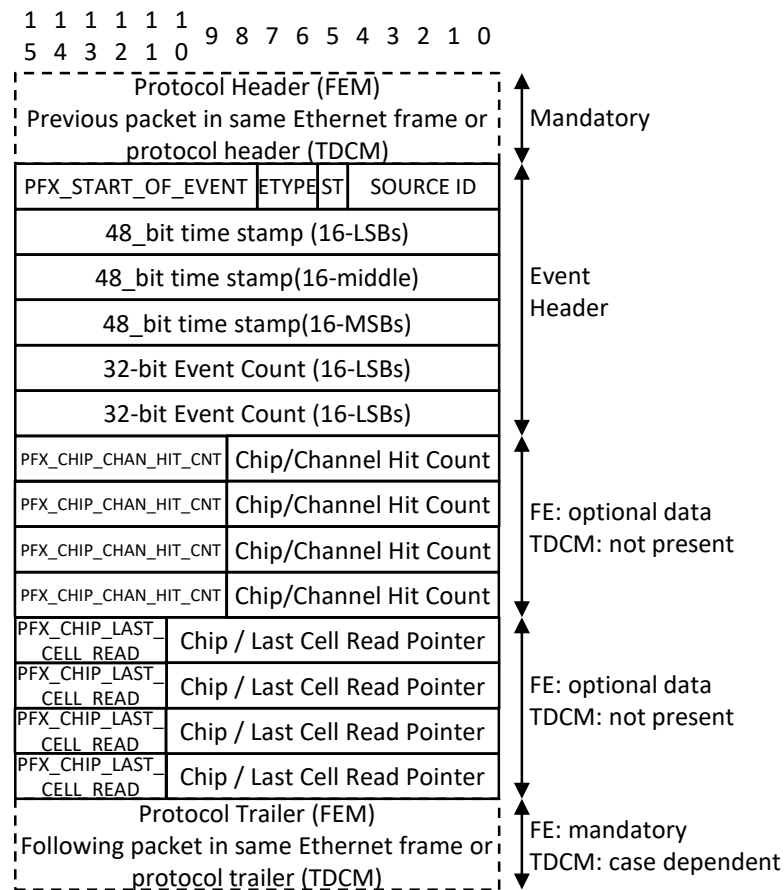 1 1 1 1 1 1 9 8 7 6 5 4 3 2 1 0
5 4 3 2 1 0
Protocol Header (FEM)
Previous packet in same Ethernet frame or
protocol header (TDCM)
Mandatory
PFX_START_OF_EVENT ETYPE ST SOURCE ID
48_bit time stamp (16-LSBs)
48_bit time stamp(16-middle)
48_bit time stamp(16-MSBs)
32-bit Event Count (16-LSBs)
32-bit Event Count (16-LSBs)
Event
Header
PFX_CHIP_CHAN_HIT_CNT Chip/Channel Hit Count
PFX_CHIP_CHAN_HIT_CNT Chip/Channel Hit Count
PFX_CHIP_CHAN_HIT_CNT Chip/Channel Hit Count
PFX_CHIP_CHAN_HIT_CNT Chip/Channel Hit Count
FE: optional data
TDCM: not present
PFX_CHIP_LAST_
CELL_READ
Chip / Last Cell Read Pointer
PFX_CHIP_LAST_
CELL_READ
Chip / Last Cell Read Pointer
PFX_CHIP_LAST_
CELL_READ
Chip / Last Cell Read Pointer
PFX_CHIP_LAST_
CELL_READ
Chip / Last Cell Read Pointer
FE: optional data
TDCM: not present
Protocol Trailer (FEM)
Following packet in same Ethernet frame or
protocol trailer (TDCM)
FE: mandatory
TDCM: case dependent